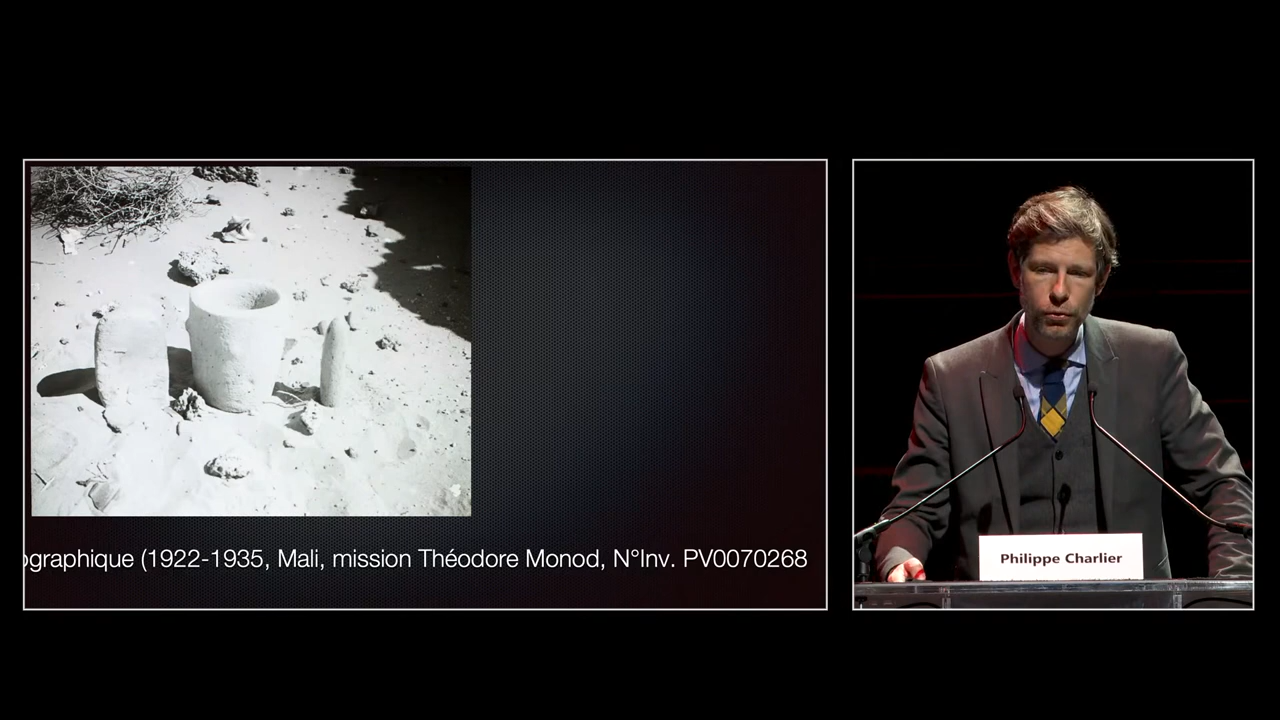 ographique (1922-1935, Mali, mission Théodore Monod, N°Inv. PV0070268
Philippe Charlier